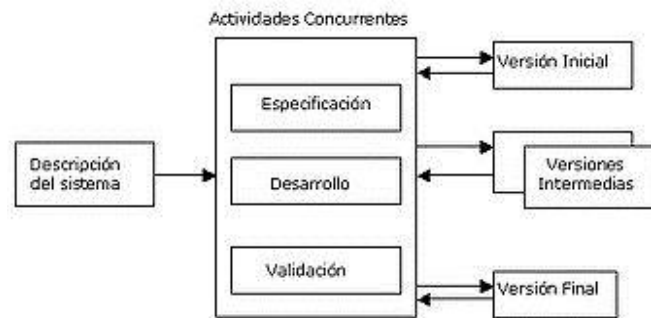 Actividades Concurrentes
Versión Inicial
Especificación
Descripción
del sistema
Desarrollo
Versiones
Intermedias
Validación
Versión Final